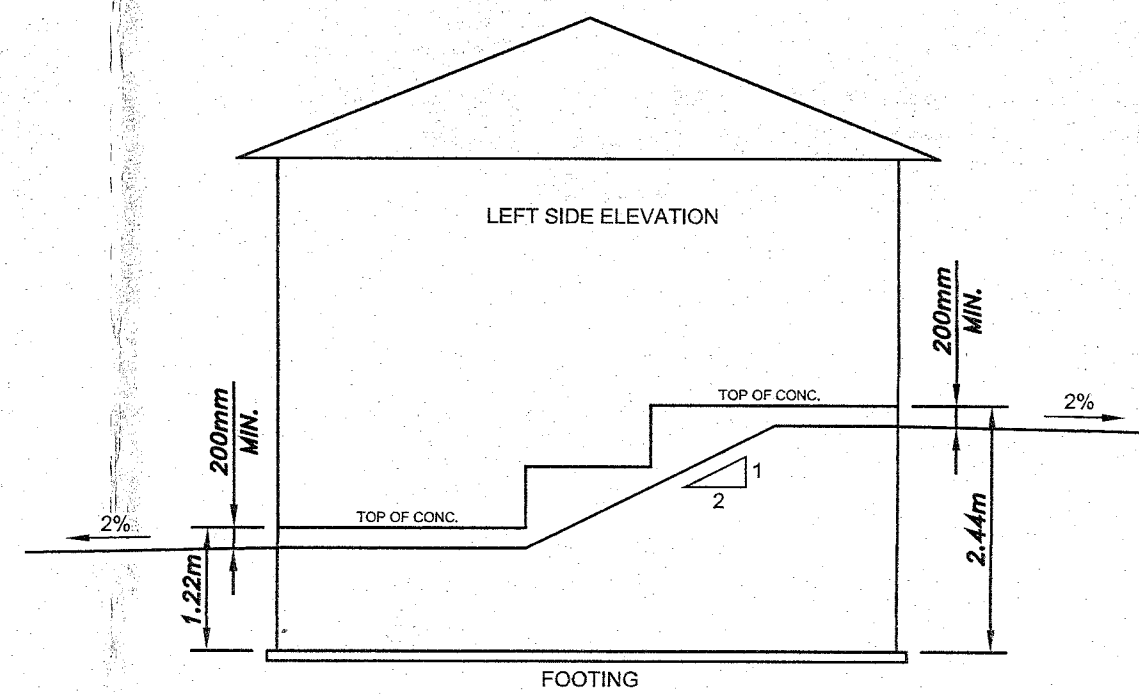 LEFT SIDE ELEVATION
200mm
MIN.
TOP OF CONC.
2%
200mm
MIN.
1
2
2%
TOP OF CONC.
1.22m
2.44m
FOOTING